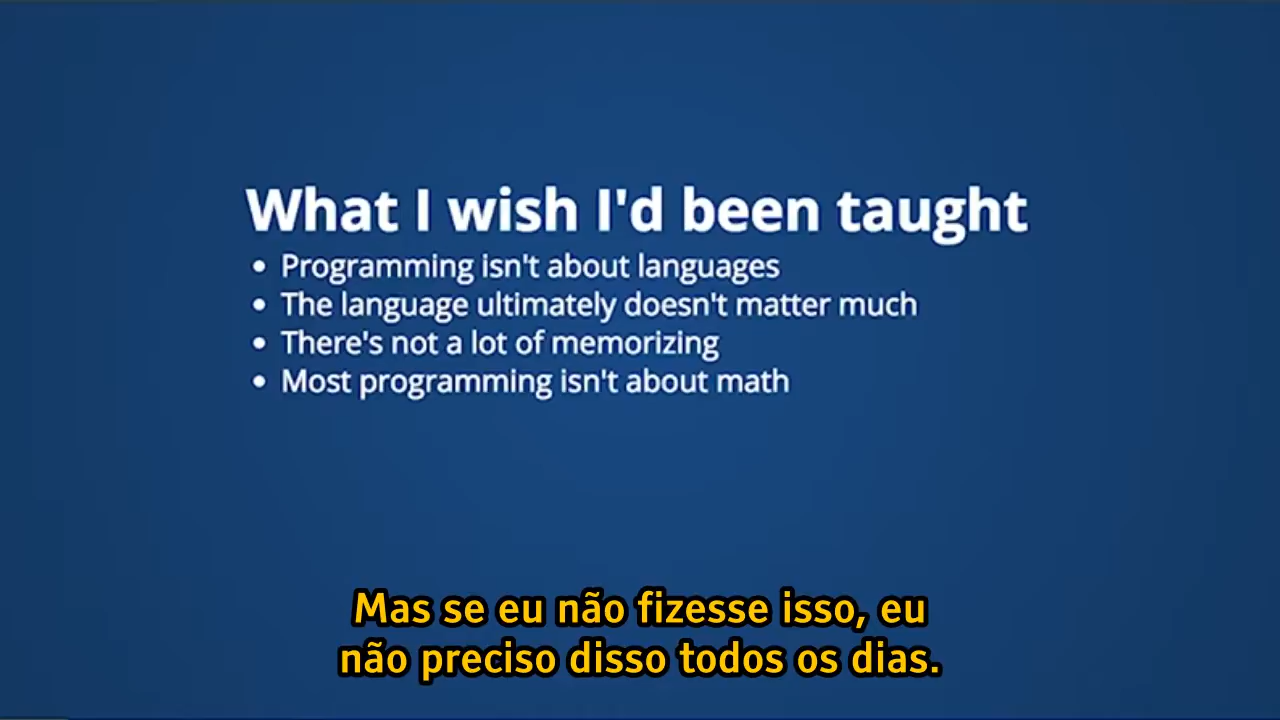 What I wish I'd been taught
• Programming isn't about languages
• The language ultimately doesn't matter much
• There's not a lot of memorizing
• Most programming isn't about math
Mas se eu não fizesse isso, eu
não preciso disso todos os dias.